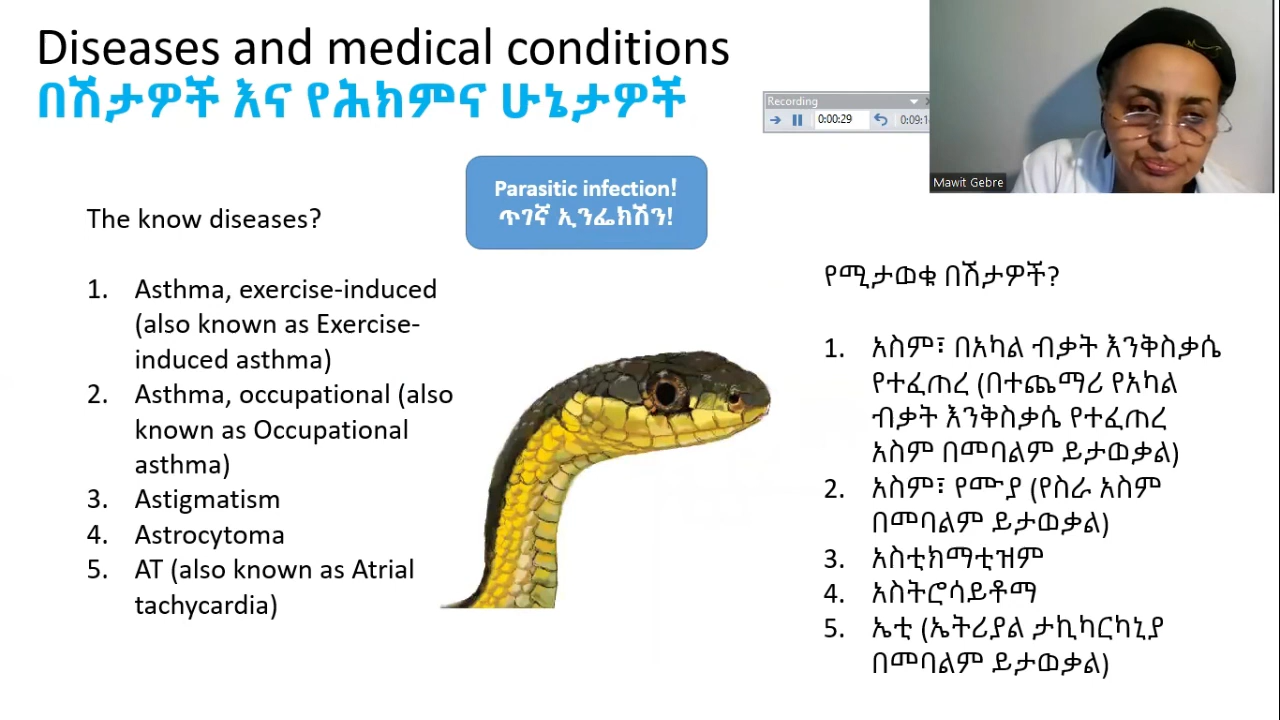 Diseases and medical conditions
በሽታዎች እና የሕክምና ሁኔታዎች
Recording
0:00:29
Mawit Gebre
Parasitic infection!
ጥገኛ ኢንፌክሽን!
The know diseases?
1. Asthma, exercise-induced
(also known as Exercise-
induced asthma)
2. Asthma, occupational (also
known as Occupational
asthma)
3. Astigmatism
4. Astrocytoma
5. AT (also known as Atrial
tachycardia)
የሚታወቁ በሽታዎች?
1. አስም፣ በአካል ብቃት እንቅስቃሴ
የተፈጠረ (በተጨማሪ የአካል
ብቃት እንቅስቃሴ የተፈጠረ
አስም በመባልም ይታወቃል)
2. አስም፣ የሙያ (የስራ አስም
በመባልም ይታወቃል)
3. አስቲክማቲዝም
4. አስትሮሳይቶማ
5. ኤቲ (ኤትሪያል ታኪካርካኒያ
በመባልም ይታወቃል)